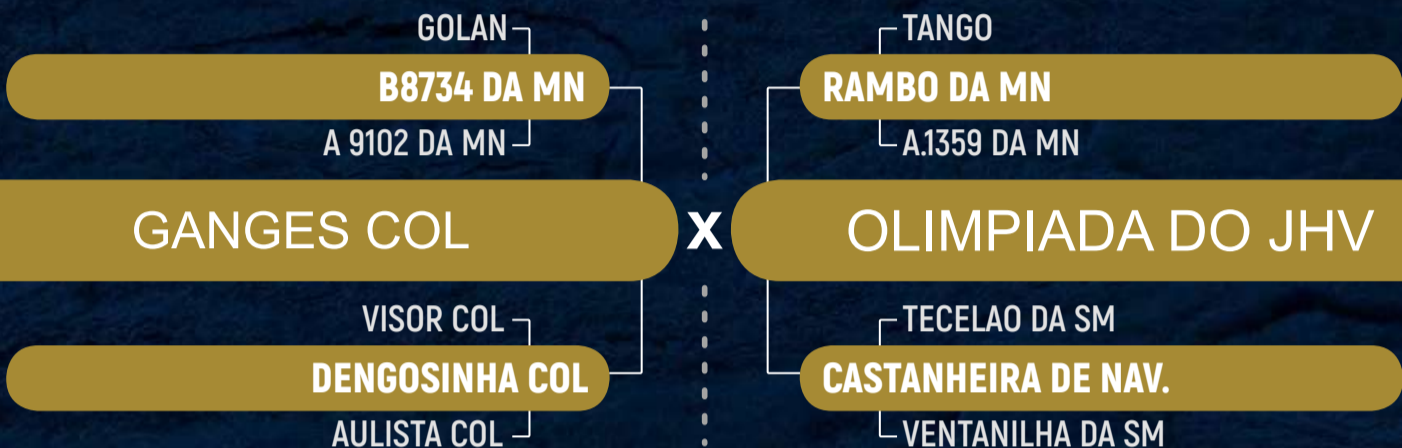 GOLAN
TANGO
B8734 DA MN
RAMBO DA MN
A 9102 DA MN
A.1359 DA MN
GANGES COL
X
OLIMPIADA DO JHV
VISOR COL
TECELAO DA SM
DENGOSINHA COL
CASTANHEIRA DE NAV.
AULISTA COL
VENTANILHA DA SM